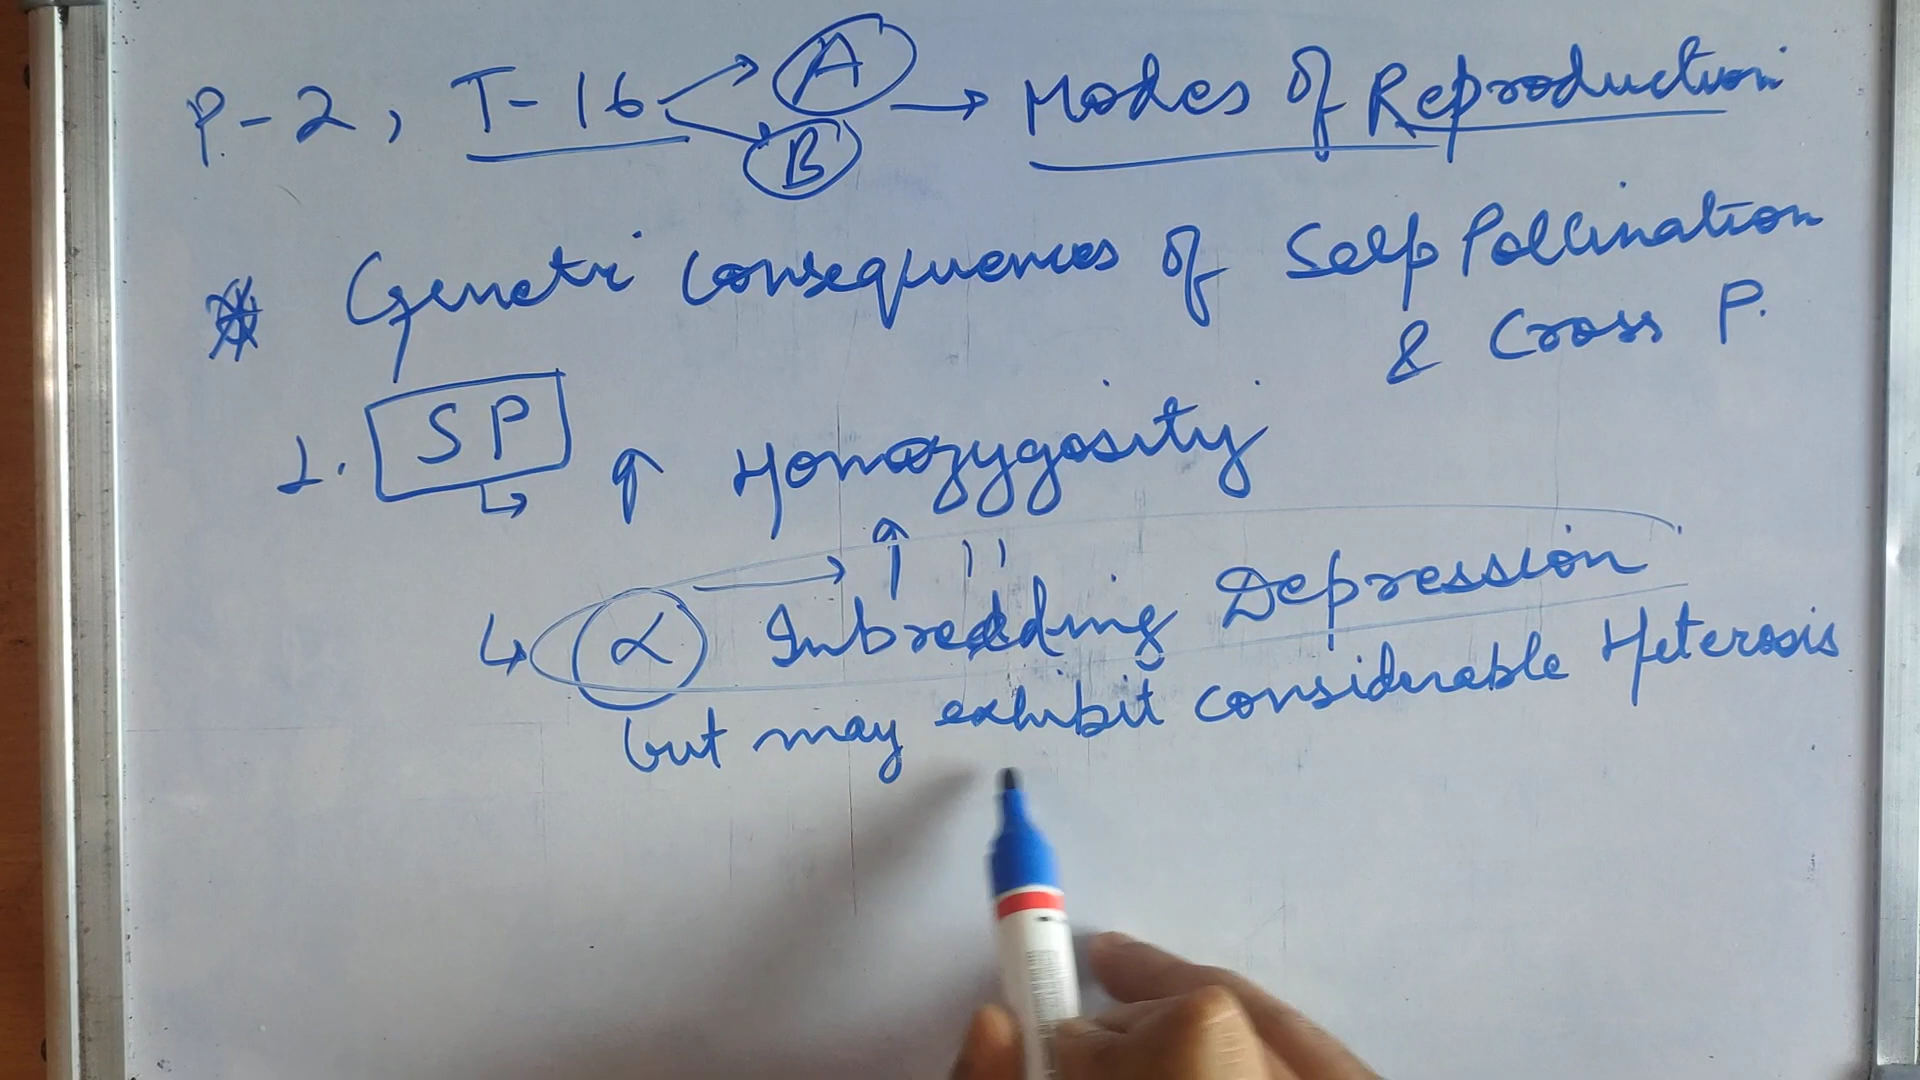 P-2, T-16 → A → Modes of Reproduction
B
* Genetic Consequences of Self Pollination
& Cross P.
1. SP
↳ ↑ Homozygosity
↑ ''
↳ α → Inbredding Depression
but may exhibit considerable Heterosis